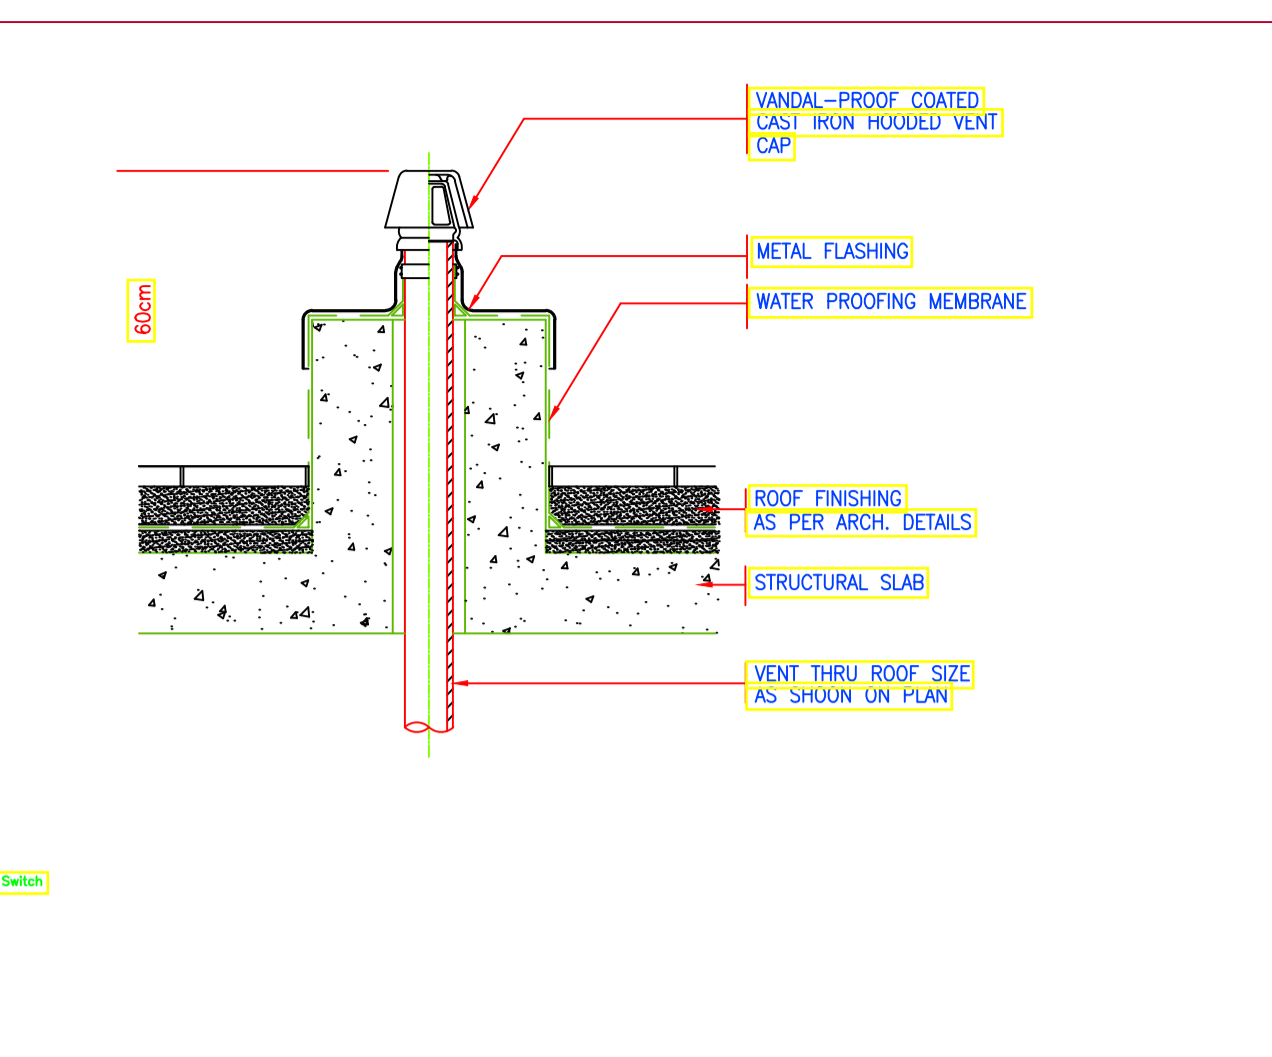 VANDAL-PROOF COATED
CAST IRON HOODED VENT
CAP
METAL FLASHING
60cm
WATER PROOFING MEMBRANE
ROOF FINISHING
AS PER ARCH. DETAILS
STRUCTURAL SLAB
VENT THRU ROOF SIZE
AS SHOON ON PLAN
Switch